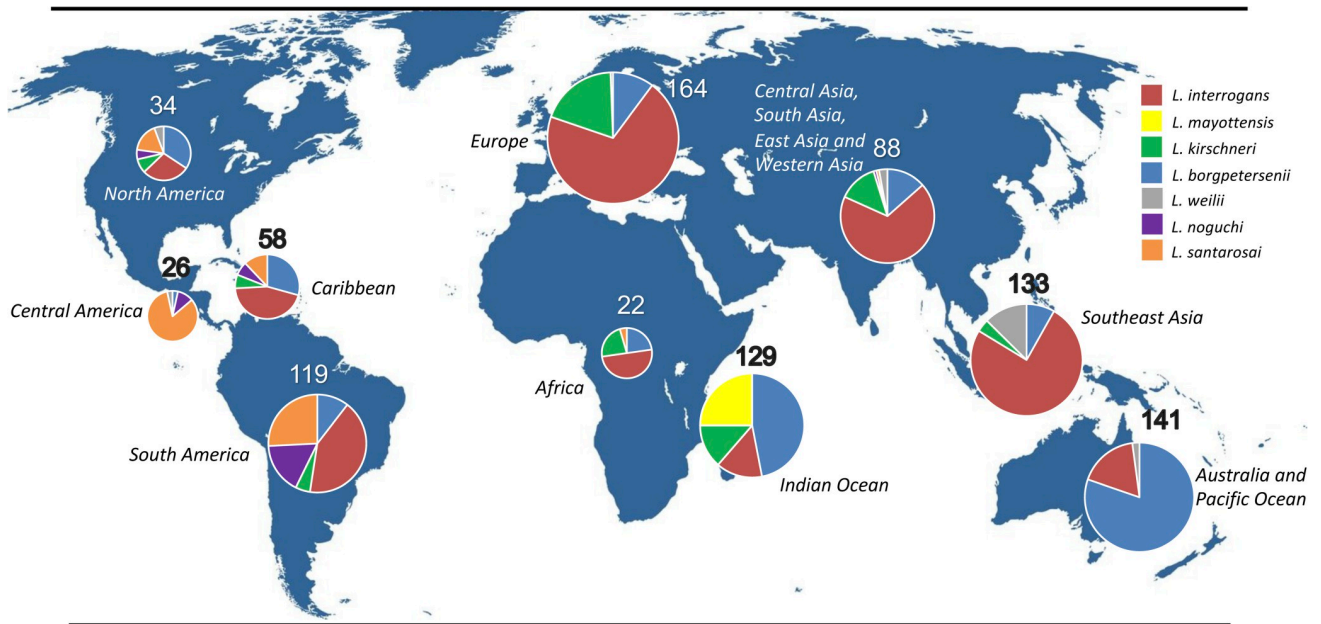 34
North America
26
Central America
58
Caribbean
119
South America
Europe
164
Central Asia,
South Asia,
East Asia and
Western Asia
88
22
Africa
129
Indian Ocean
133
Southeast Asia
141
Australia and
Pacific Ocean
L. interrogans
L. mayottensis
L. kirschneri
L. borgpetersenii
L. weilii
L. noguchi
L. santarosai